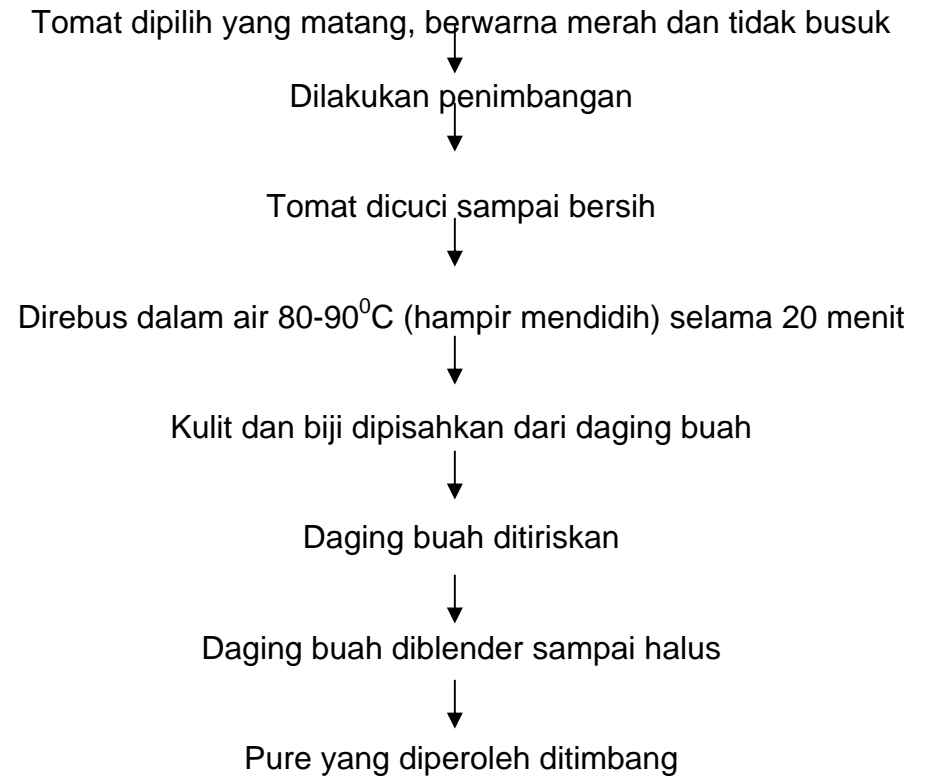 Tomat dipilih yang matang, berwarna merah dan tidak busuk
Dilakukan penimbangan
Tomat dicuci sampai bersih
Direbus dalam air 80-90⁰C (hampir mendidih) selama 20 menit
Kulit dan biji dipisahkan dari daging buah
Daging buah ditiriskan
Daging buah diblender sampai halus
Pure yang diperoleh ditimbang